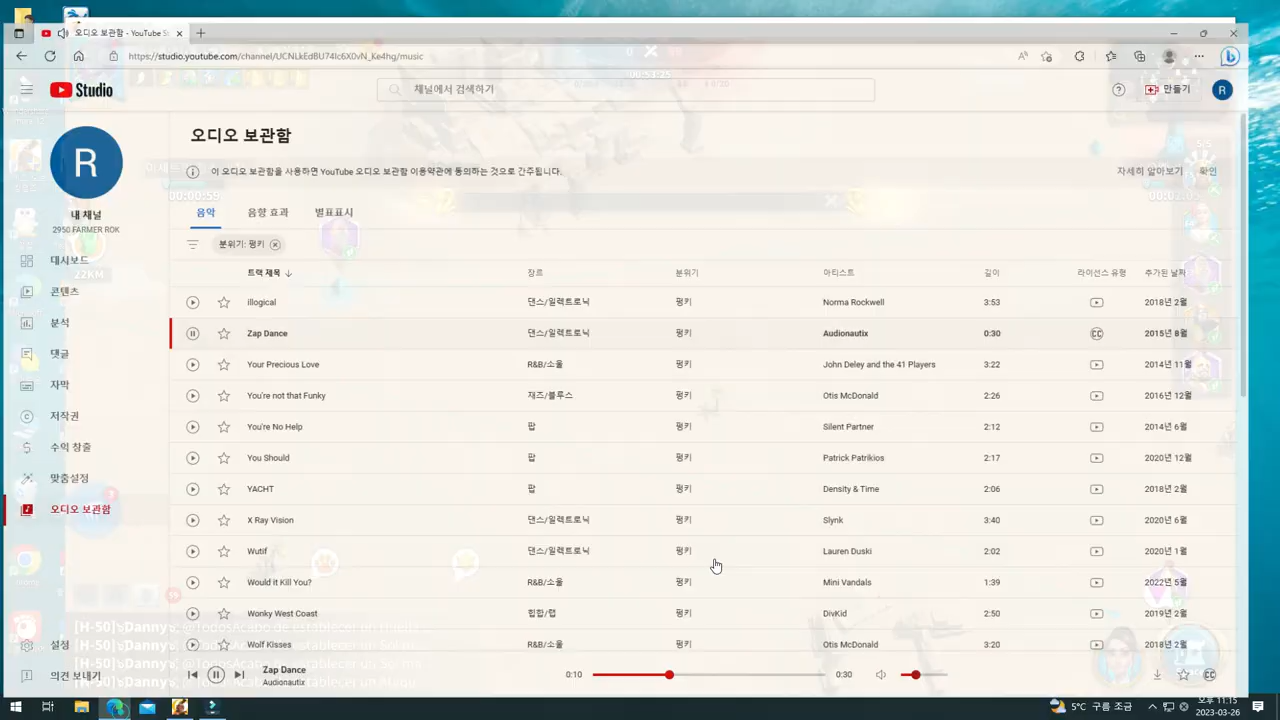 오디오 보관함 - YouTube St
https://studio.youtube.com/channel/UCNLkEdBU74Ic6X0vN_Ke4hg/music
0
00:53:25
Studio
채널에서 검색하기
만들기
R
R
내 채널
2950 FARMER ROK
대시보드
22KM
콘텐츠
분석
댓글
자막
저작권
수익 창출
맞춤설정
오디오 보관함
설정
의견 보내기
오디오 보관함
이 오디오 보관함을 사용하면 YouTube 오디오 보관함 이용약관에 동의하는 것으로 간주됩니다.
자세히 알아보기
확인
5/5
00:00:59
음악 음향 효과 별표표시
분위기: 펑키
트랙 제목 장르 분위기 아티스트 길이 라이선스 유형 추가된 날짜
illogical 댄스/일렉트로닉 펑키 Norma Rockwell 3:53 2018년 2월
Zap Dance 댄스/일렉트로닉 펑키 Audionautix 0:30 CC 2015년 8월
Your Precious Love R&B/소울 펑키 John Deley and the 41 Players 3:22 2014년 11월
You're not that Funky 재즈/블루스 펑키 Otis McDonald 2:26 2016년 12월
You're No Help 팝 펑키 Silent Partner 2:12 2014년 6월
You Should 팝 펑키 Patrick Patrikios 2:17 2020년 12월
YACHT 팝 펑키 Density & Time 2:06 2018년 2월
X Ray Vision 댄스/일렉트로닉 펑키 Slynk 3:40 2020년 6월
Wutif 댄스/일렉트로닉 펑키 Lauren Duski 2:02 2020년 1월
Would it Kill You? R&B/소울 펑키 Mini Vandals 1:39 2022년 5월
Wonky West Coast 힙합/랩 펑키 DivKid 2:50 2019년 2월
Wolf Kisses R&B/소울 펑키 Otis McDonald 3:20 2018년 2월
Zap Dance
Audionautix
0:10
0:30
CC
5°C 구름 조금
오후 11:15
2023-03-26